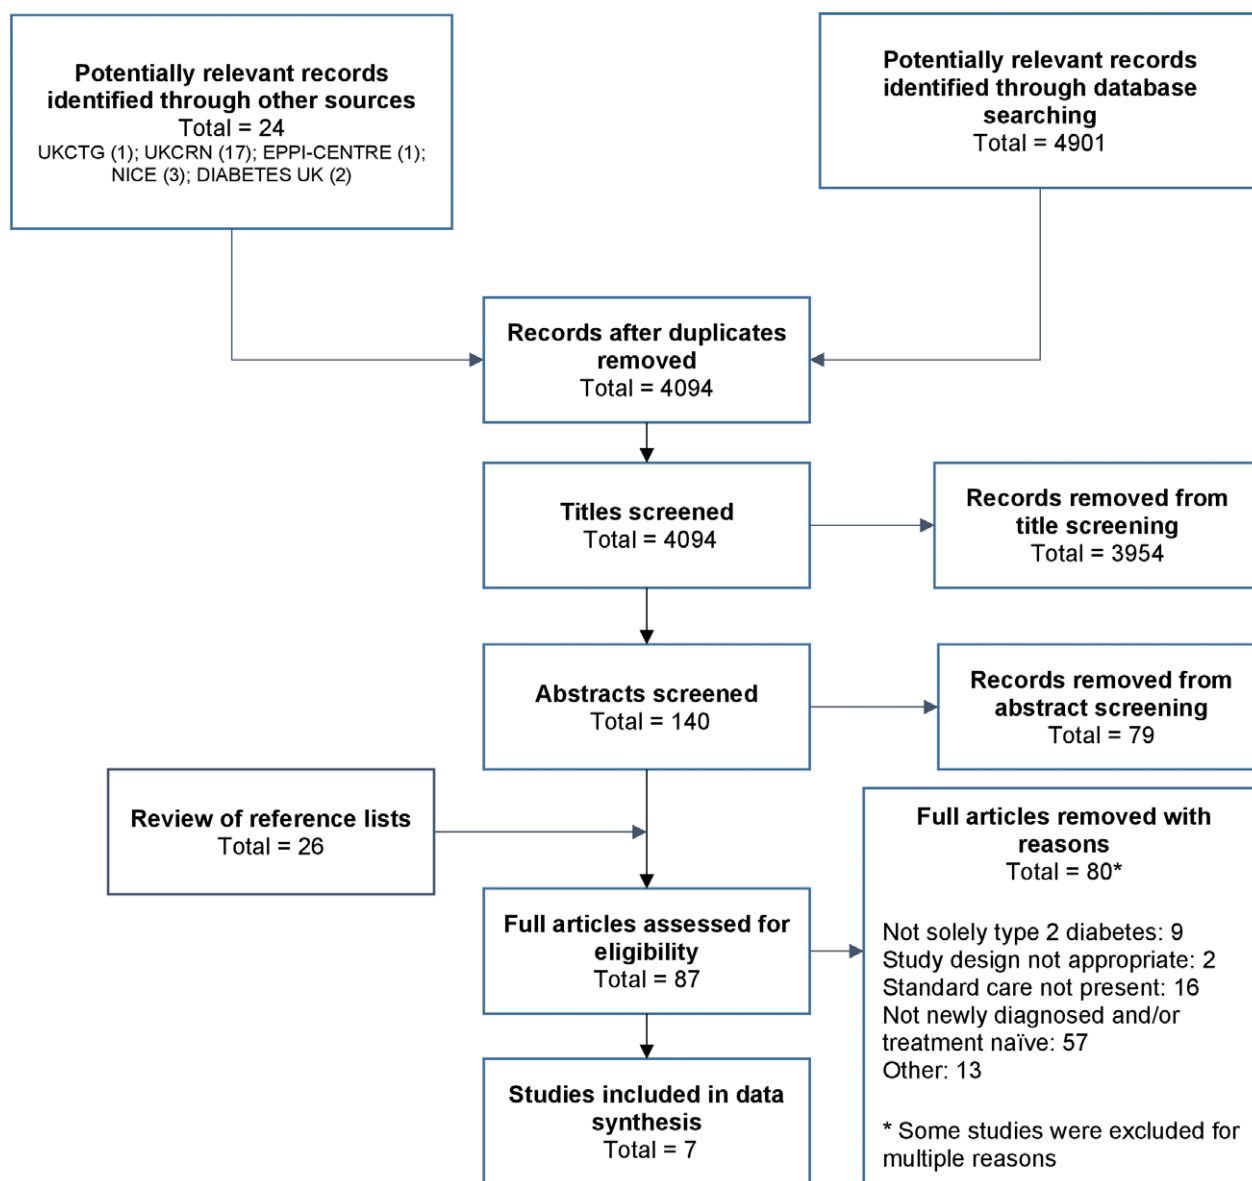 Potentially relevant records
identified through other sources
Total = 24
UKCTG (1); UKCRN (17); EPPI-CENTRE (1);
NICE (3); DIABETES UK (2)
Potentially relevant records
identified through database
searching
Total = 4901
Records after duplicates
removed
Total = 4094
Titles screened
Total = 4094
Records removed from
title screening
Total = 3954
Abstracts screened
Total = 140
Records removed from
abstract screening
Total = 79
Review of reference lists
Total = 26
Full articles assessed for
eligibility
Total = 87
Full articles removed with
reasons
Total = 80*
Not solely type 2 diabetes: 9
Study design not appropriate: 2
Standard care not present: 16
Not newly diagnosed and/or
treatment naïve: 57
Other: 13
* Some studies were excluded for
multiple reasons
Studies included in data
synthesis
Total = 7